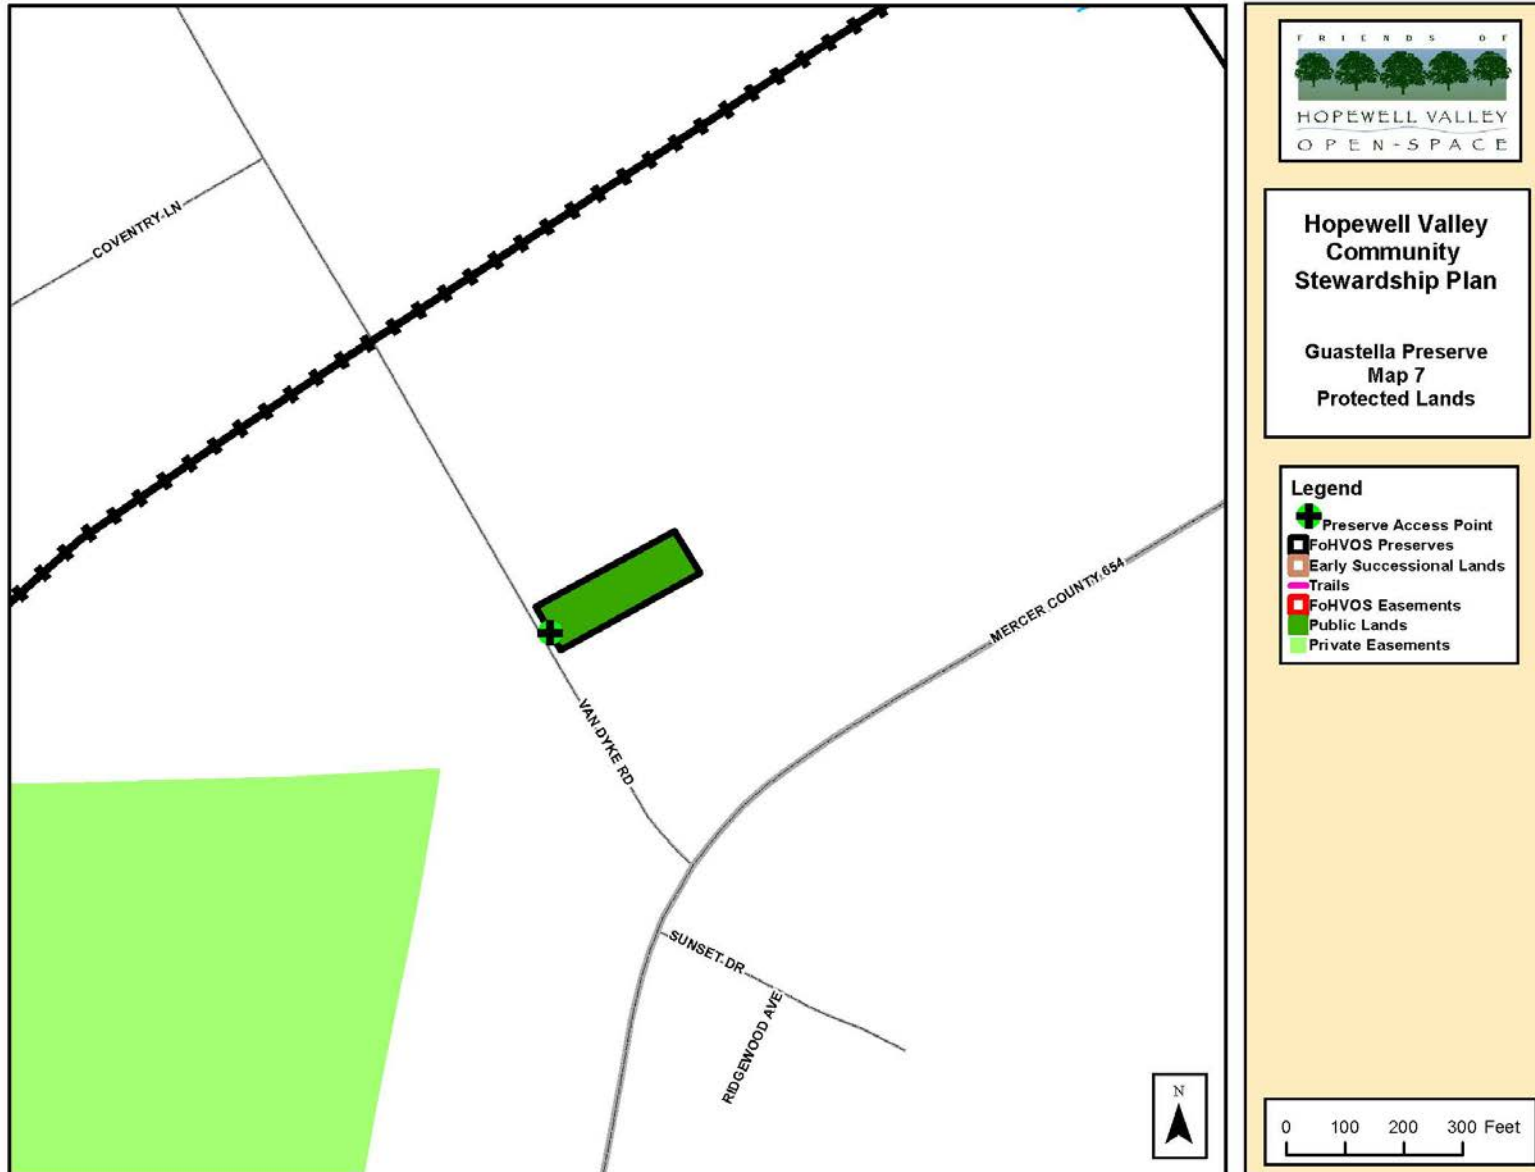 COVENTRY LN
VAN DYKE RD
MERCER COUNTY 654
SUNSET DR
RIDGEWOOD AVE
N
FRIENDS OF
HOPEWELL VALLEY
OPEN-SPACE
Hopewell Valley
Community
Stewardship Plan
Guastella Preserve
Map 7
Protected Lands
Legend
Preserve Access Point
FoHVOS Preserves
Early Successional Lands
Trails
FoHVOS Easements
Public Lands
Private Easements
0 100 200 300 Feet